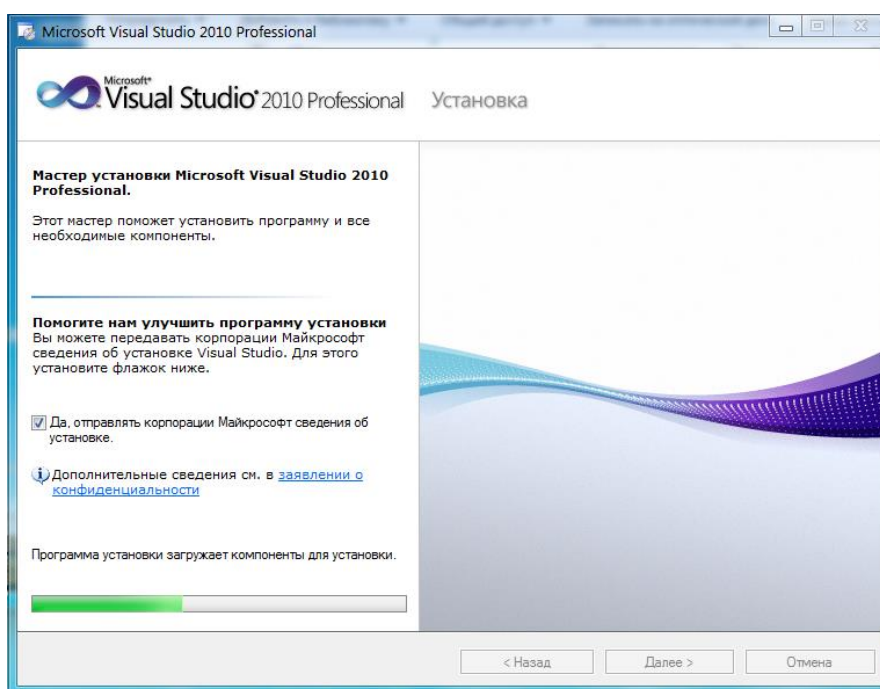 Microsoft Visual Studio 2010 Professional
Microsoft®
Visual Studio® 2010 Professional Установка
Мастер установки Microsoft Visual Studio 2010
Professional.
Этот мастер поможет установить программу и все
необходимые компоненты.
Помогите нам улучшить программу установки
Вы можете передавать корпорации Майкрософт
сведения об установке Visual Studio. Для этого
установите флажок ниже.
Да, отправлять корпорации Майкрософт сведения об
установке.
Дополнительные сведения см. в заявлении о
конфиденциальности
Программа установки загружает компоненты для установки.
< Назад Далее > Отмена